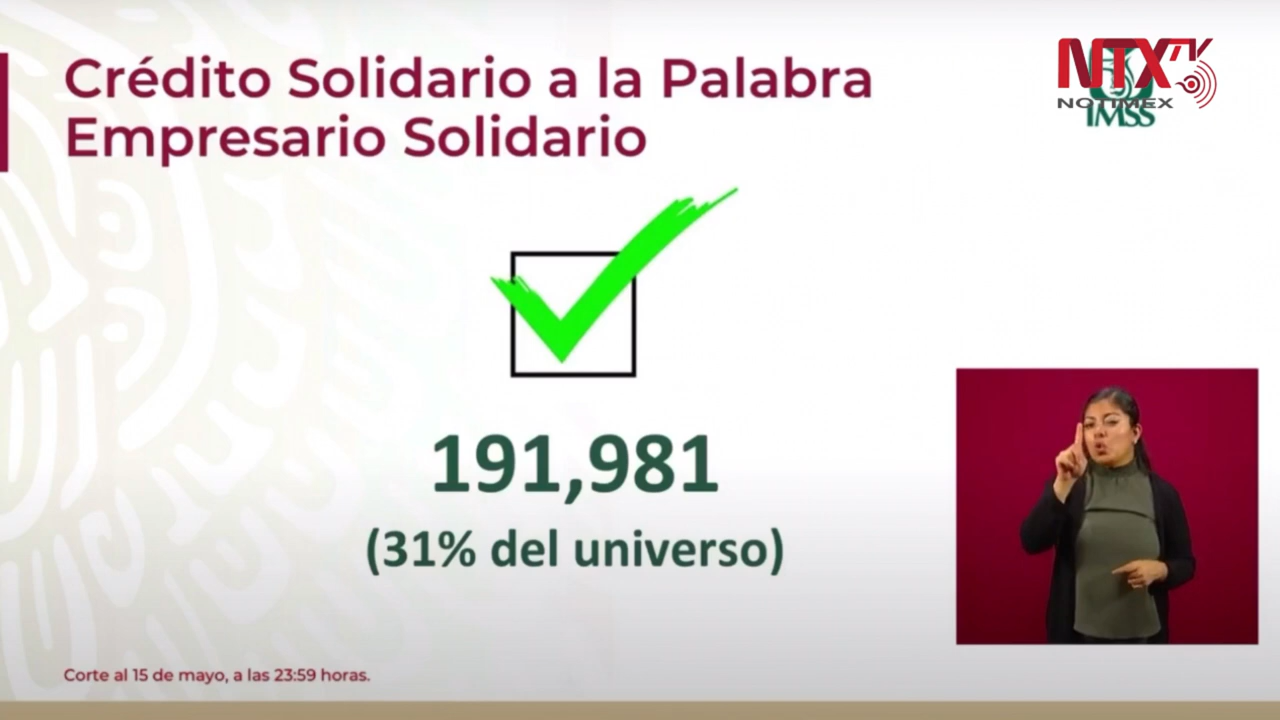 Crédito Solidario a la Palabra
Empresario Solidario
NTX TV
NOTIMEX
IMSS
191,981
(31% del universo)
Corte al 15 de mayo, a las 23:59 horas.